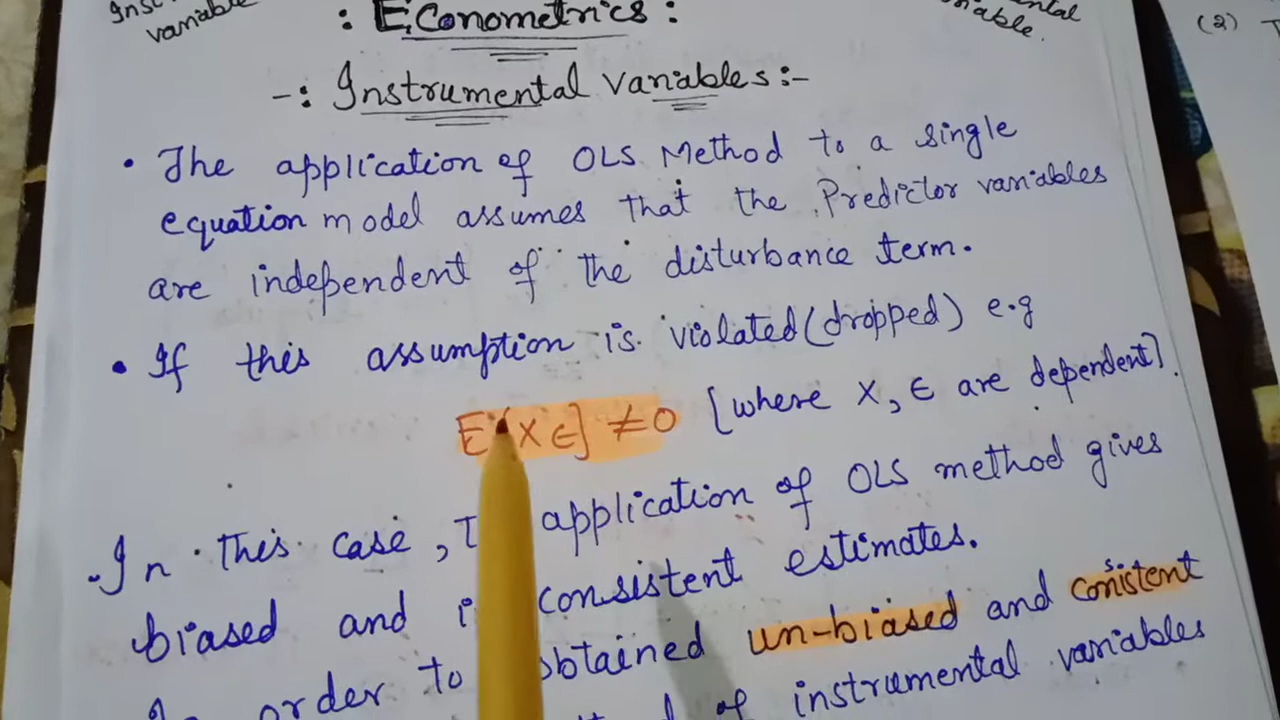 variable
: Econometrics :
(2)
-: Instrumental variables :-
• The application of OLS Method to a single
equation model assumes that the Predictor variables
are independent of the disturbance term.
• If this assumption is violated (dropped) e.g
E[X ∈] ≠ 0 [where X, ∈ are dependent].
In this case, application of OLS method gives
biased and consistent estimates.
order to obtained un-biased and consistent
of instrumental variables